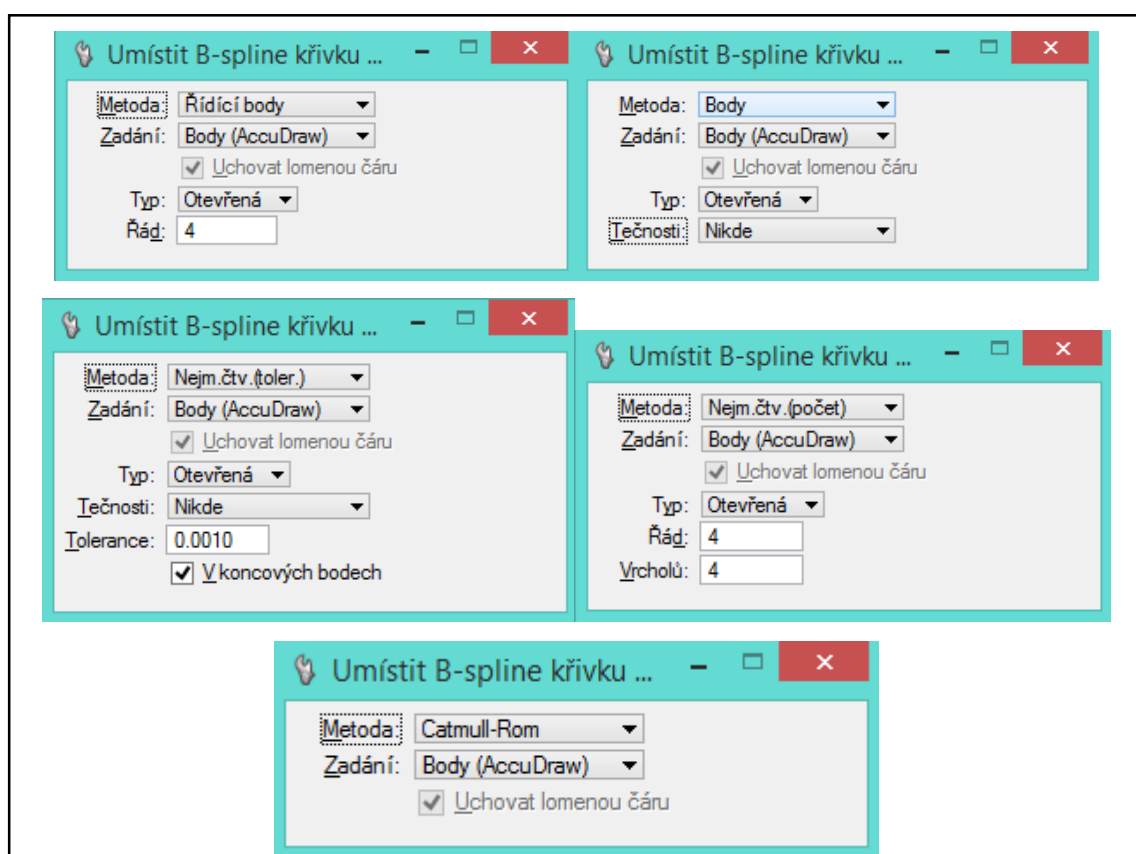 Umístit B-spline křivku ...
Metoda: Řídící body
Zadání: Body (AccuDraw)
Uchovat lomenou čáru
Typ: Otevřená
Řád: 4
Umístit B-spline křivku ...
Metoda: Body
Zadání: Body (AccuDraw)
Uchovat lomenou čáru
Typ: Otevřená
Tečnosti: Nikde
Umístit B-spline křivku ...
Metoda: Nejm.čtv.(toler.)
Zadání: Body (AccuDraw)
Uchovat lomenou čáru
Typ: Otevřená
Tečnosti: Nikde
Tolerance: 0.0010
V koncových bodech
Umístit B-spline křivku ...
Metoda: Nejm.čtv.(počet)
Zadání: Body (AccuDraw)
Uchovat lomenou čáru
Typ: Otevřená
Řád: 4
Vrcholů: 4
Umístit B-spline křivku ...
Metoda: Catmull-Rom
Zadání: Body (AccuDraw)
Uchovat lomenou čáru